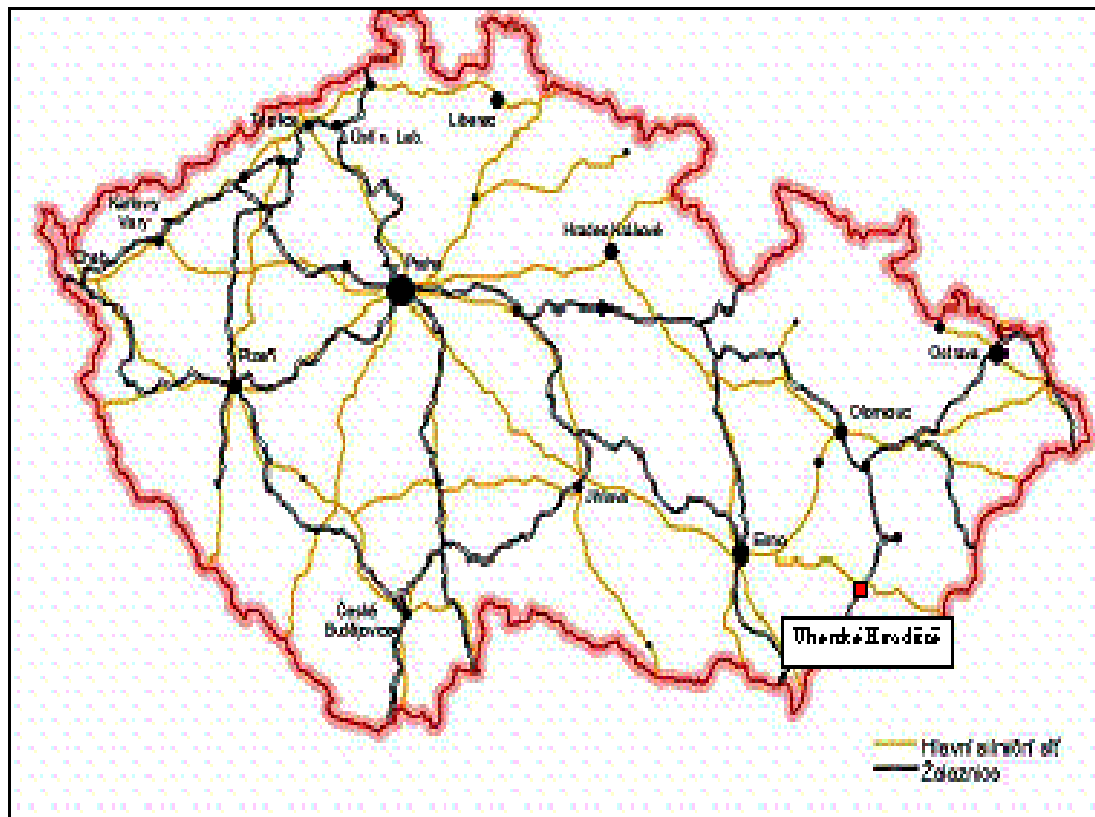 Teplice
Ústí n. Lab.
Liberec
Karlovy
Vary
Cheb
Praha
Hradec Králové
Plzeň
Ostrava
Olomouc
Jihlava
Brno
České
Budějovice
Uherské Hradiště
Hlavní silniční síť
Železnice